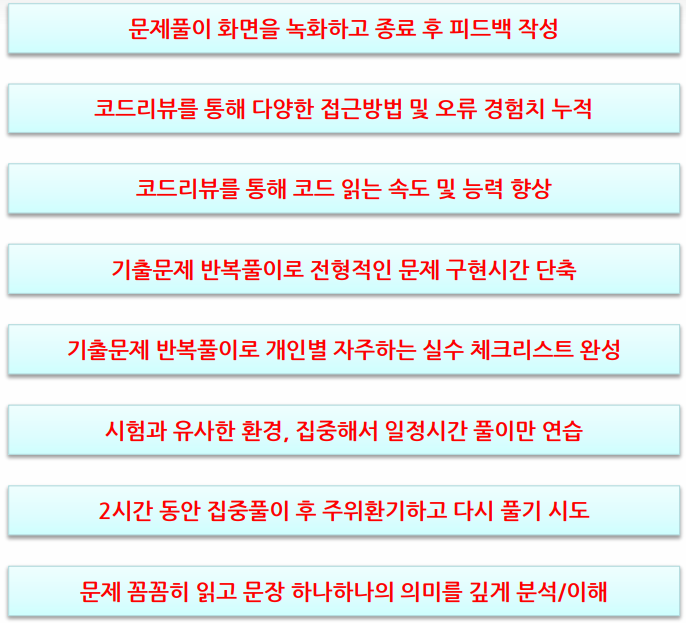 문제풀이 화면을 녹화하고 종료 후 피드백 작성
코드리뷰를 통해 다양한 접근방법 및 오류 경험치 누적
코드리뷰를 통해 코드 읽는 속도 및 능력 향상
기출문제 반복풀이로 전형적인 문제 구현시간 단축
기출문제 반복풀이로 개인별 자주하는 실수 체크리스트 완성
시험과 유사한 환경, 집중해서 일정시간 풀이만 연습
2시간 동안 집중풀이 후 주위환기하고 다시 풀기 시도
문제 꼼꼼히 읽고 문장 하나하나의 의미를 깊게 분석/이해